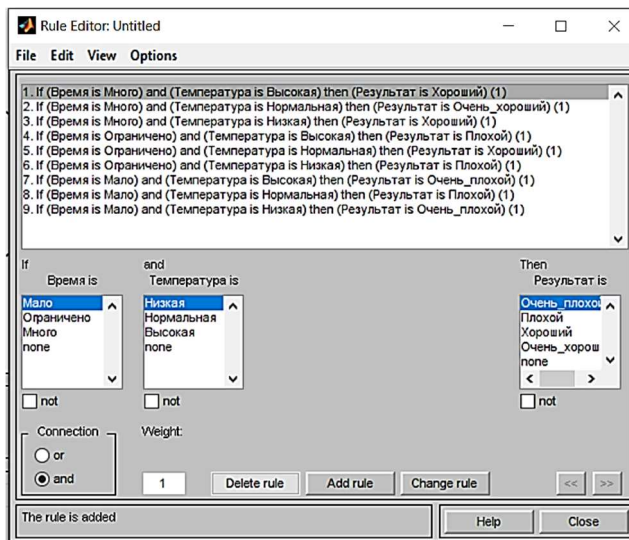 Rule Editor: Untitled
File Edit View Options
1. If (Время is Много) and (Температура is Высокая) then (Результат is Хороший) (1)
2. If (Время is Много) and (Температура is Нормальная) then (Результат is Очень_хороший) (1)
3. If (Время is Много) and (Температура is Низкая) then (Результат is Хороший) (1)
4. If (Время is Ограничено) and (Температура is Высокая) then (Результат is Плохой) (1)
5. If (Время is Ограничено) and (Температура is Нормальная) then (Результат is Хороший) (1)
6. If (Время is Ограничено) and (Температура is Низкая) then (Результат is Плохой) (1)
7. If (Время is Мало) and (Температура is Высокая) then (Результат is Очень_плохой) (1)
8. If (Время is Мало) and (Температура is Нормальная) then (Результат is Плохой) (1)
9. If (Время is Мало) and (Температура is Низкая) then (Результат is Очень_плохой) (1)
If and Then
Время is Температура is Результат is
Мало Низкая Очень_плохой
Ограничено Нормальная Плохой
Много Высокая Хороший
none none Очень_хорош
none
not not not
Connection Weight:
or
and 1 Delete rule Add rule Change rule << >>
The rule is added Help Close